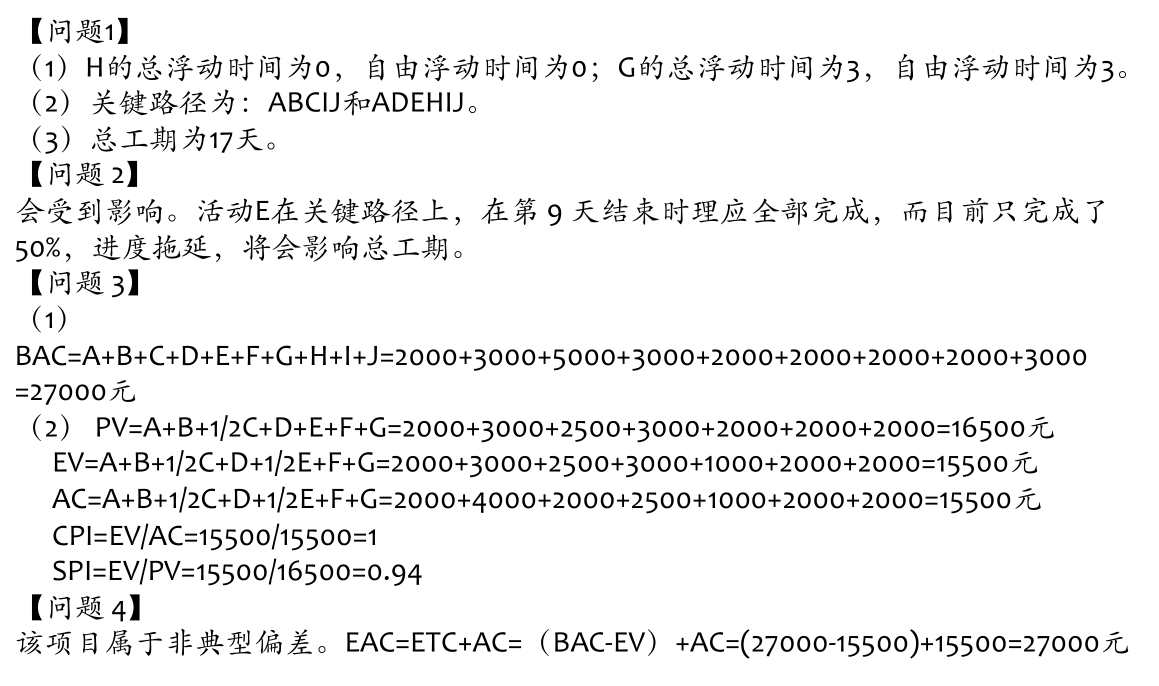 【问题1】
（1）H的总浮动时间为0，自由浮动时间为0；G的总浮动时间为3，自由浮动时间为3。
（2）关键路径为：ABCIJ和ADEHIJ。
（3）总工期为17天。
【问题 2】
会受到影响。活动E在关键路径上，在第 9 天结束时理应全部完成，而目前只完成了
50%，进度拖延，将会影响总工期。
【问题 3】
（1）
BAC=A+B+C+D+E+F+G+H+I+J=2000+3000+5000+3000+2000+2000+2000+2000+3000
=27000元
（2） PV=A+B+1/2C+D+E+F+G=2000+3000+2500+3000+2000+2000+2000=16500元
EV=A+B+1/2C+D+1/2E+F+G=2000+3000+2500+3000+1000+2000+2000=15500元
AC=A+B+1/2C+D+1/2E+F+G=2000+4000+2000+2500+1000+2000+2000=15500元
CPI=EV/AC=15500/15500=1
SPI=EV/PV=15500/16500=0.94
【问题 4】
该项目属于非典型偏差。EAC=ETC+AC=（BAC-EV）+AC=(27000-15500)+15500=27000元